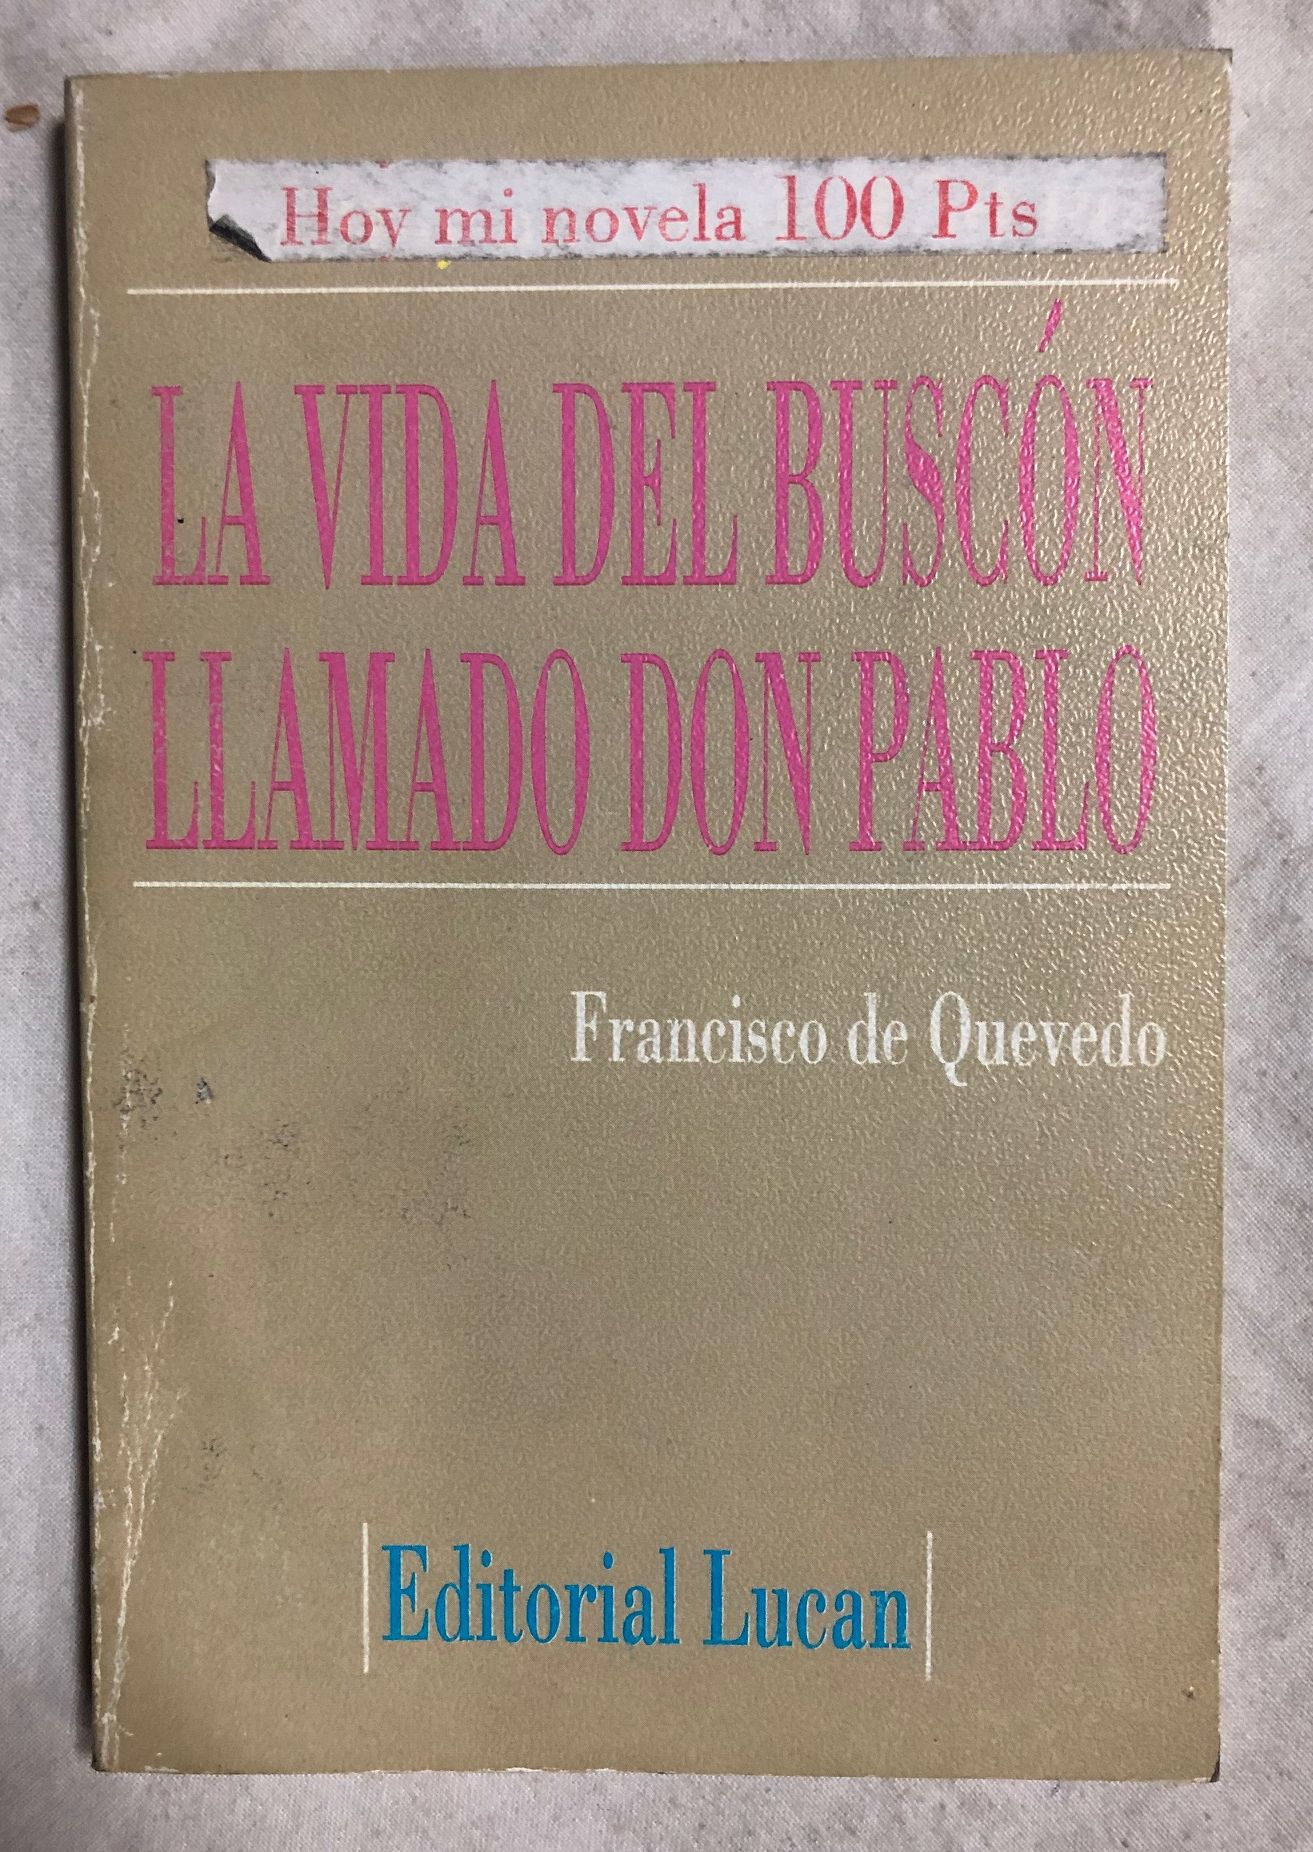 Hoy mi novela 100 Pts
LA VIDA DEL BUSCÓN
LLAMADO DON PABLO
Francisco de Quevedo
Editorial Lucan